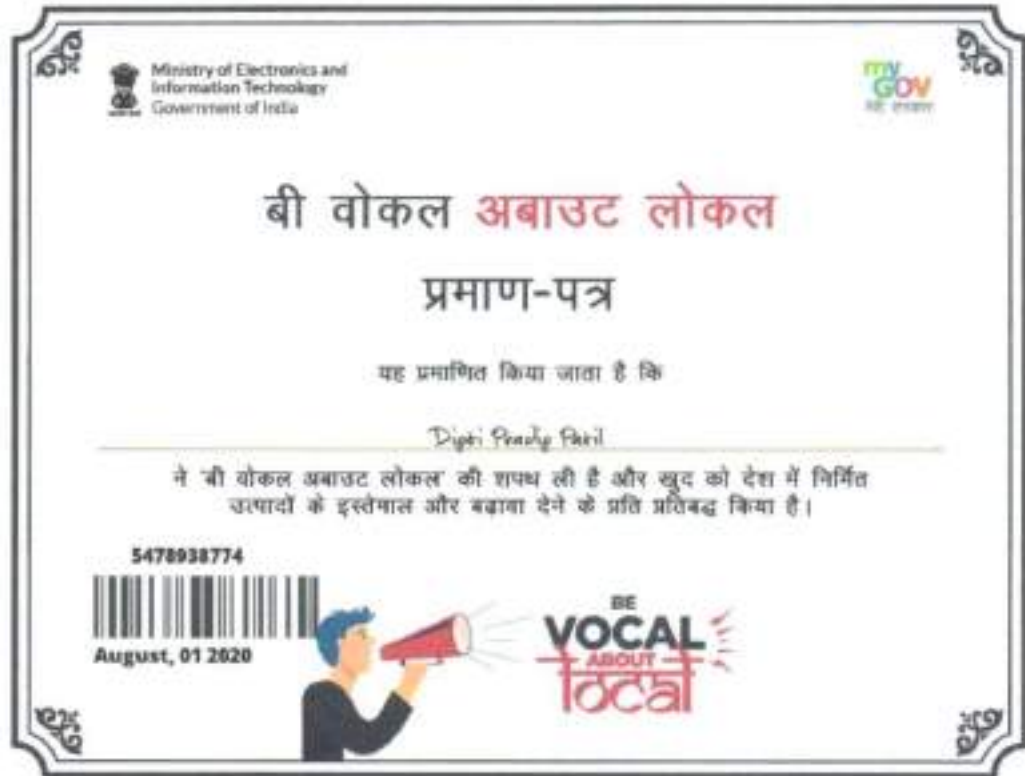 Ministry of Electronics and
Information Technology
Government of India
my
GOV
मेरी सरकार
बी वोकल अबाउट लोकल
प्रमाण-पत्र
यह प्रमाणित किया जाता है कि
Dipti Pradip Patil
ने 'बी वोकल अबाउट लोकल' की शपथ ली है और खुद को देश में निर्मित
उत्पादों के इस्तेमाल और बढ़ावा देने के प्रति प्रतिबद्ध किया है।
5478938774
August, 01 2020
BE
VOCAL
ABOUT
local